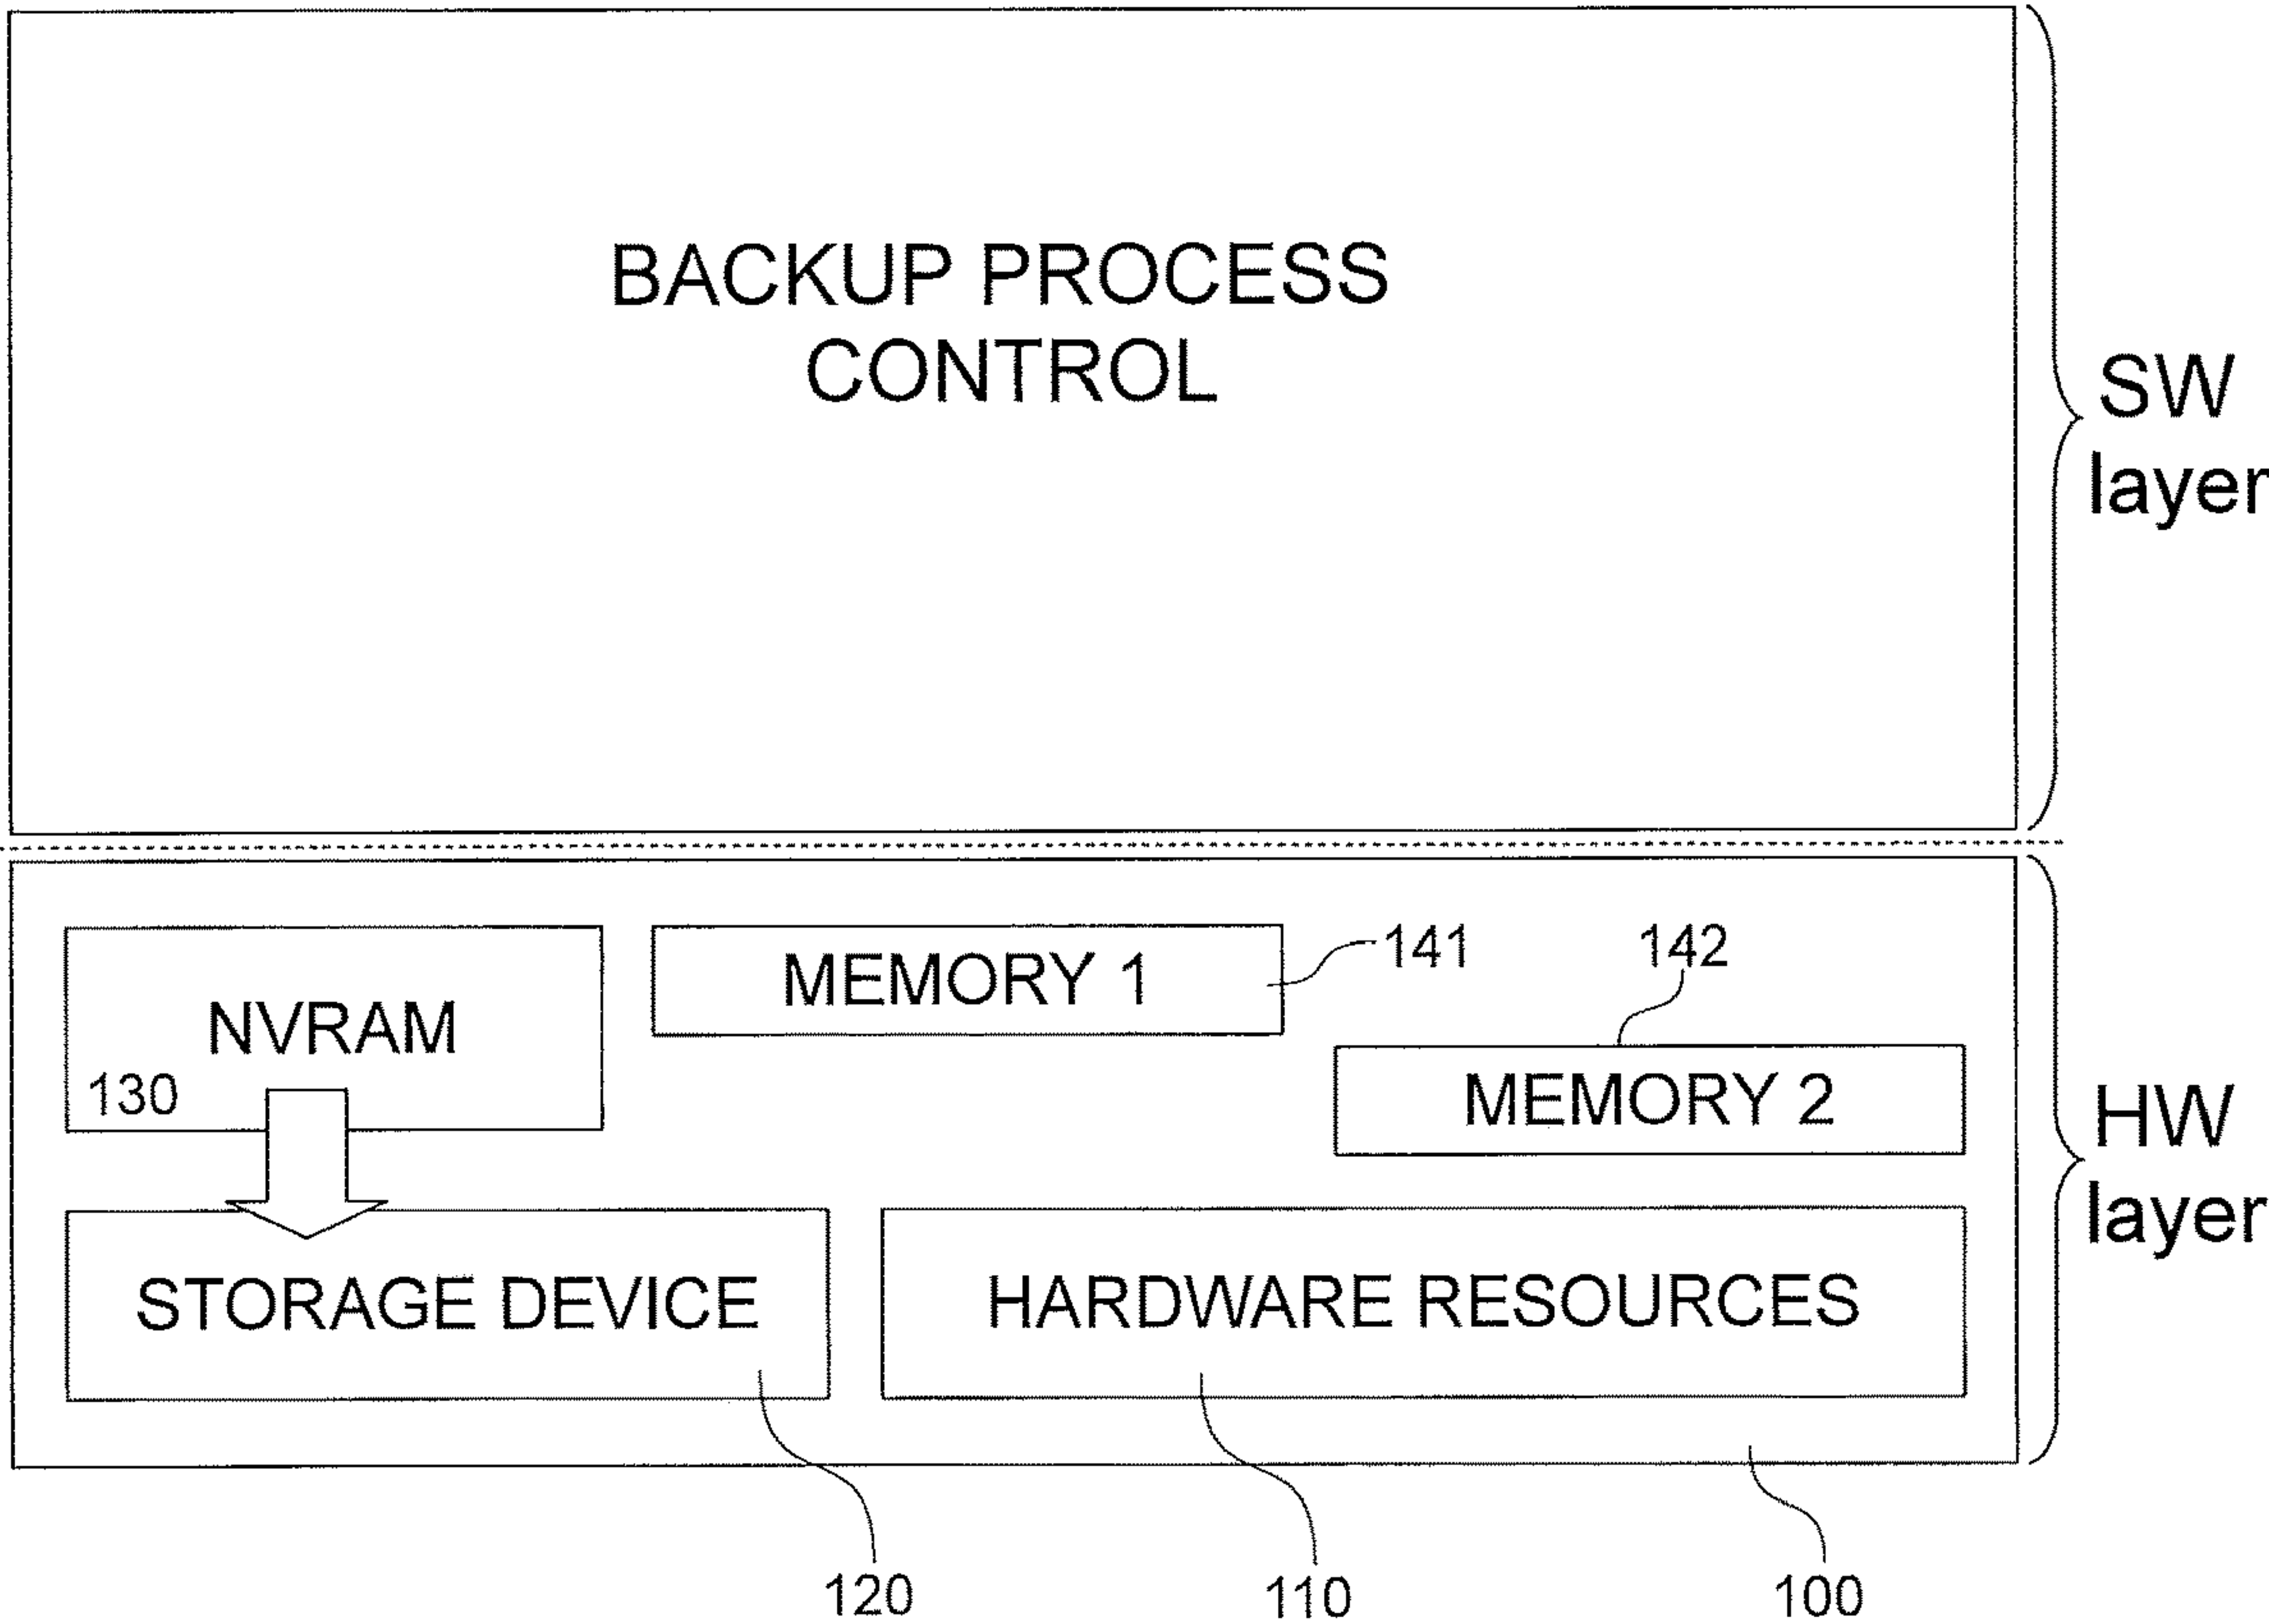 BACKUP PROCESS
CONTROL
SW
layer
NVRAM
130
MEMORY 1
141
142
MEMORY 2
HW
layer
STORAGE DEVICE
HARDWARE RESOURCES
120
110
100